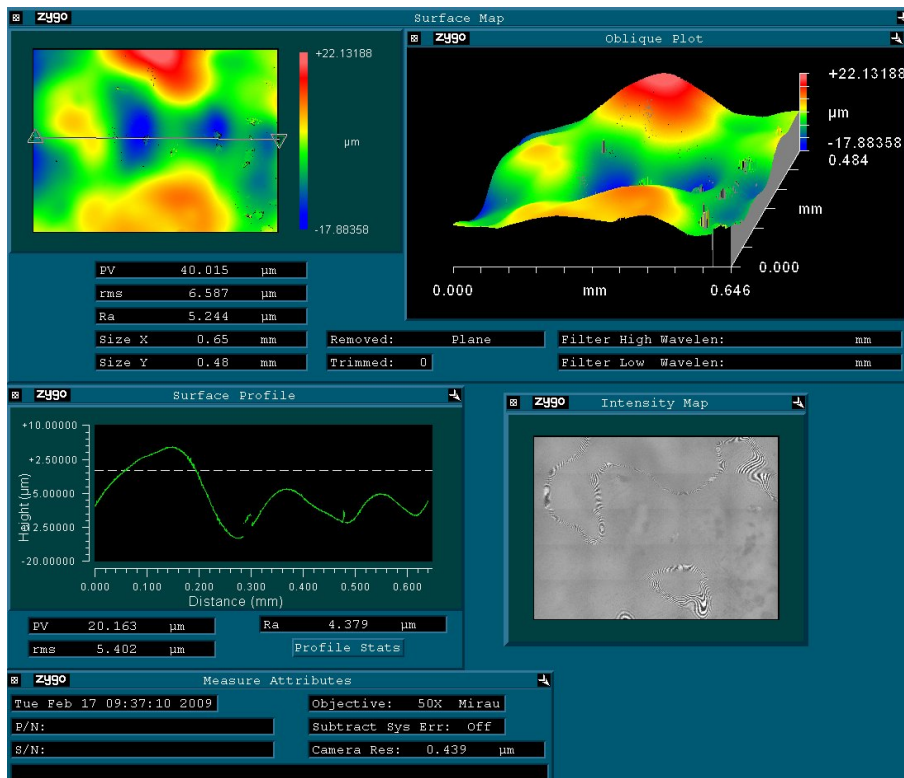 zygo Surface Map
+22.13188
µm
-17.88358
zygo Oblique Plot
+22.13188
µm
-17.88358
0.484
mm
0.000
0.000 mm 0.646
PV 40.015 µm
rms 6.587 µm
Ra 5.244 µm
Size X 0.65 mm
Size Y 0.48 mm
Removed: Plane
Trimmed: 0
Filter High Wavelen: mm
Filter Low Wavelen: mm
zygo Surface Profile
+10.00000
+2.50000
-5.00000
-12.50000
-20.00000
Height (µm)
0.000 0.100 0.200 0.300 0.400 0.500 0.600
Distance (mm)
PV 20.163 µm
rms 5.402 µm
Ra 4.379 µm
Profile Stats
zygo Intensity Map
zygo Measure Attributes
Tue Feb 17 09:37:10 2009
P/N:
S/N:
Objective: 50X Mirau
Subtract Sys Err: Off
Camera Res: 0.439 µm